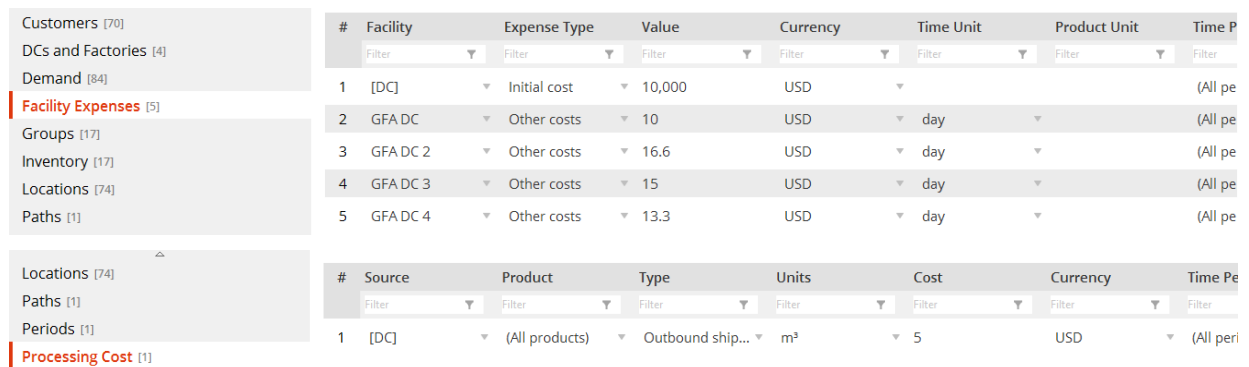 Customers [70]
DCs and Factories [4]
Demand [84]
Facility Expenses [5]
Groups [17]
Inventory [17]
Locations [74]
Paths [1]
# Facility Expense Type Value Currency Time Unit Product Unit Time P
Filter Filter Filter Filter Filter Filter Filter
1 [DC] Initial cost 10,000 USD (All pe
2 GFA DC Other costs 10 USD day (All pe
3 GFA DC 2 Other costs 16.6 USD day (All pe
4 GFA DC 3 Other costs 15 USD day (All pe
5 GFA DC 4 Other costs 13.3 USD day (All pe
Locations [74]
Paths [1]
Periods [1]
Processing Cost [1]
# Source Product Type Units Cost Currency Time Pe
Filter Filter Filter Filter Filter Filter Filter
1 [DC] (All products) Outbound ship... m³ 5 USD (All peri